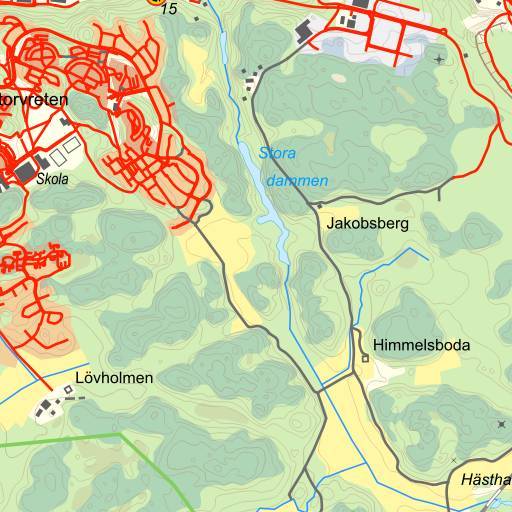 15
torvreten
Skola
Stora
dammen
Jakobsberg
Himmelsboda
Lövholmen
Hästha